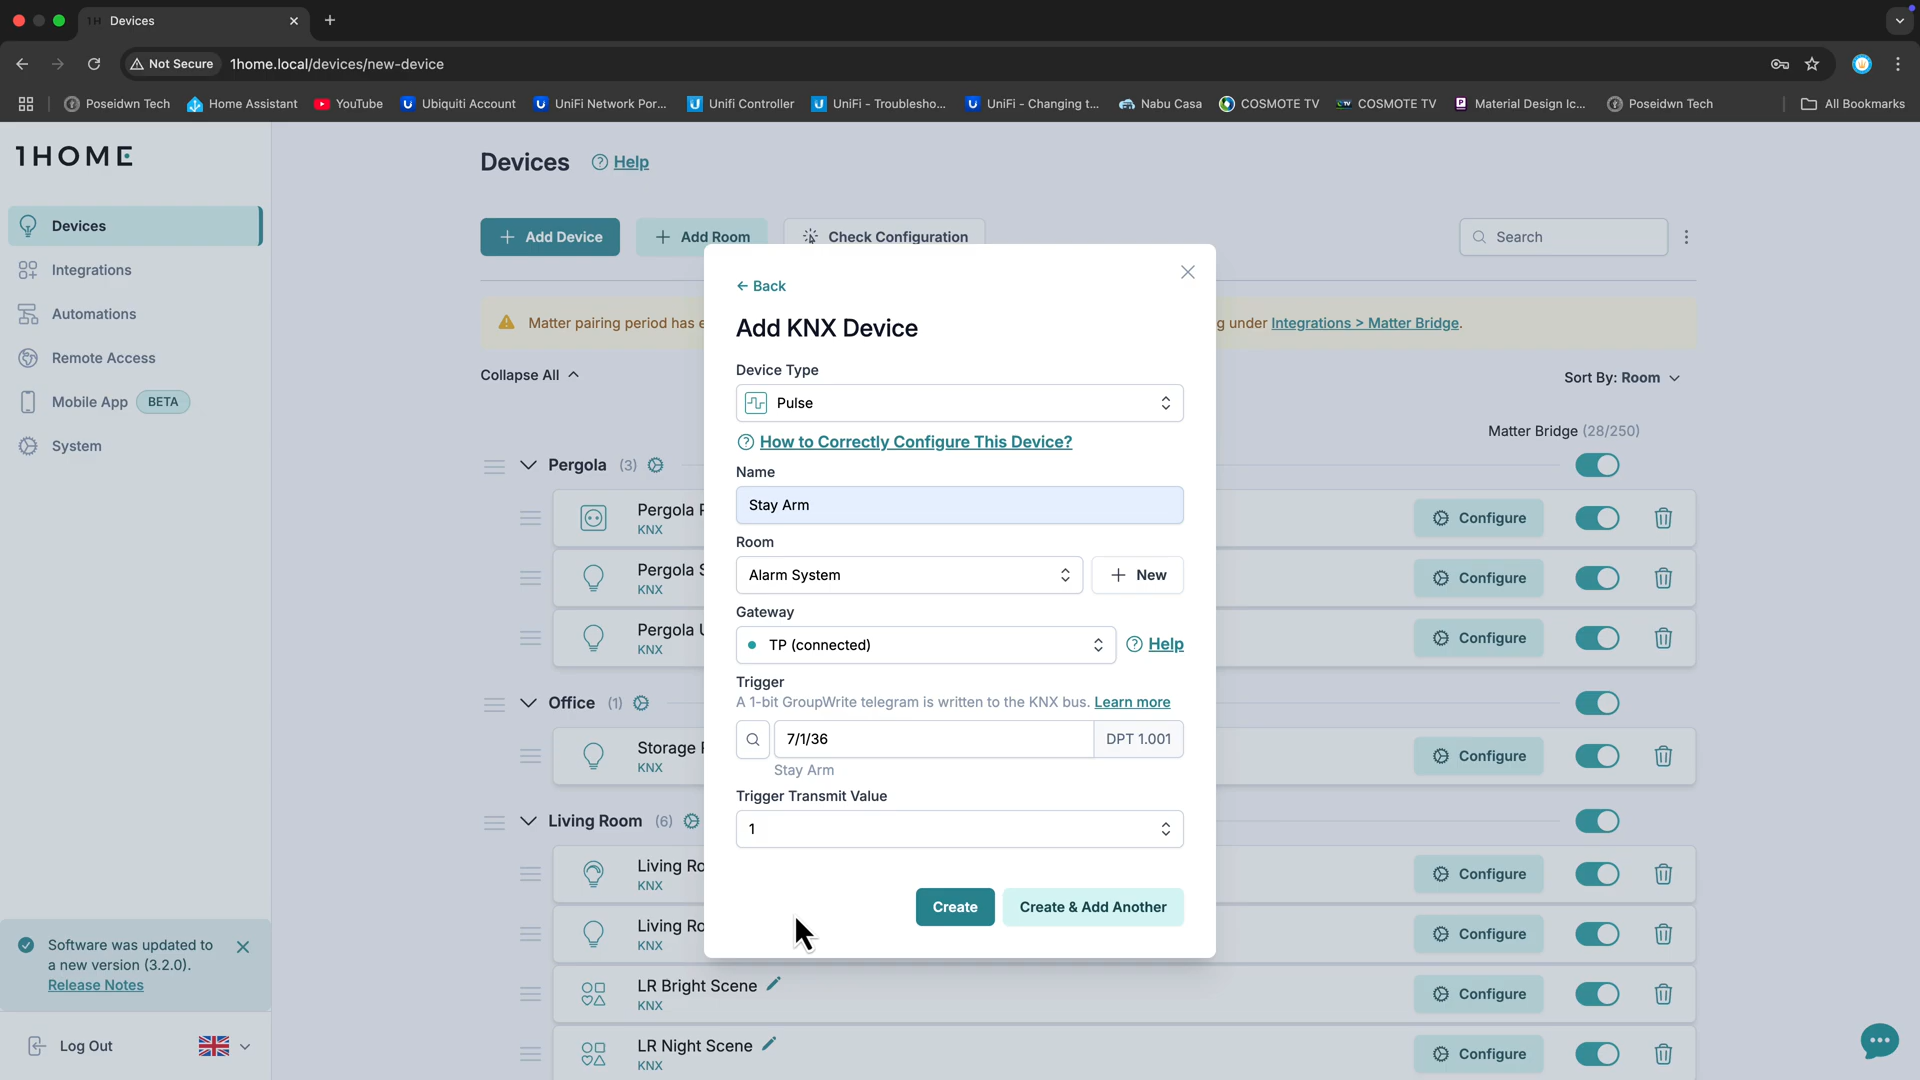 1H Devices
Not Secure 1home.local/devices/new-device
Poseidwn Tech Home Assistant YouTube Ubiquiti Account UniFi Network Por... Unifi Controller UniFi - Troublesho... UniFi - Changing t... Nabu Casa COSMOTE TV COSMOTE TV Material Design Ic... Poseidwn Tech All Bookmarks
1HOME
Devices
Integrations
Automations
Remote Access
Mobile App BETA
System
Software was updated to
a new version (3.2.0).
Release Notes
Log Out
Devices Help
Add Device Add Room Check Configuration Search
Matter pairing period has e
g under Integrations > Matter Bridge.
Collapse All
Sort By: Room
Matter Bridge (28/250)
Pergola (3)
Pergola
KNX
Configure
Pergola
KNX
Configure
Pergola
KNX
Configure
Office (1)
Storage
KNX
Configure
Living Room (6)
Living Ro
KNX
Configure
Living Ro
KNX
Configure
LR Bright Scene
KNX
Configure
LR Night Scene
KNX
Configure
Back
Add KNX Device
Device Type
Pulse
How to Correctly Configure This Device?
Name
Stay Arm
Room
Alarm System
New
Gateway
TP (connected)
Help
Trigger
A 1-bit GroupWrite telegram is written to the KNX bus. Learn more
7/1/36
DPT 1.001
Stay Arm
Trigger Transmit Value
1
Create
Create & Add Another